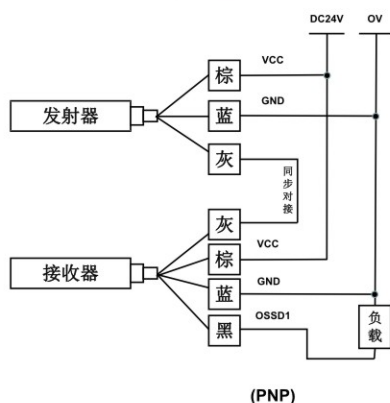 DC24V
OV
棕
VCC
发射器
蓝
GND
灰
同步对接
灰
棕
VCC
接收器
蓝
GND
黑
OSSD1
负载
(PNP)